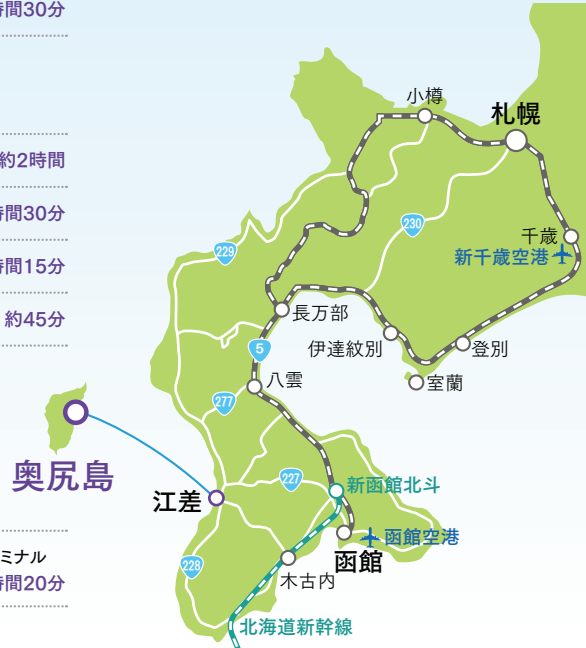 時間30分
約2時間
時間30分
時間15分
約45分
ミナル
時間20分
小樽
札幌
230
千歳
新千歳空港
229
長万部
伊達紋別
登別
5
室蘭
八雲
277
奥尻島
227
新函館北斗
江差
函館空港
函館
228
木古内
北海道新幹線